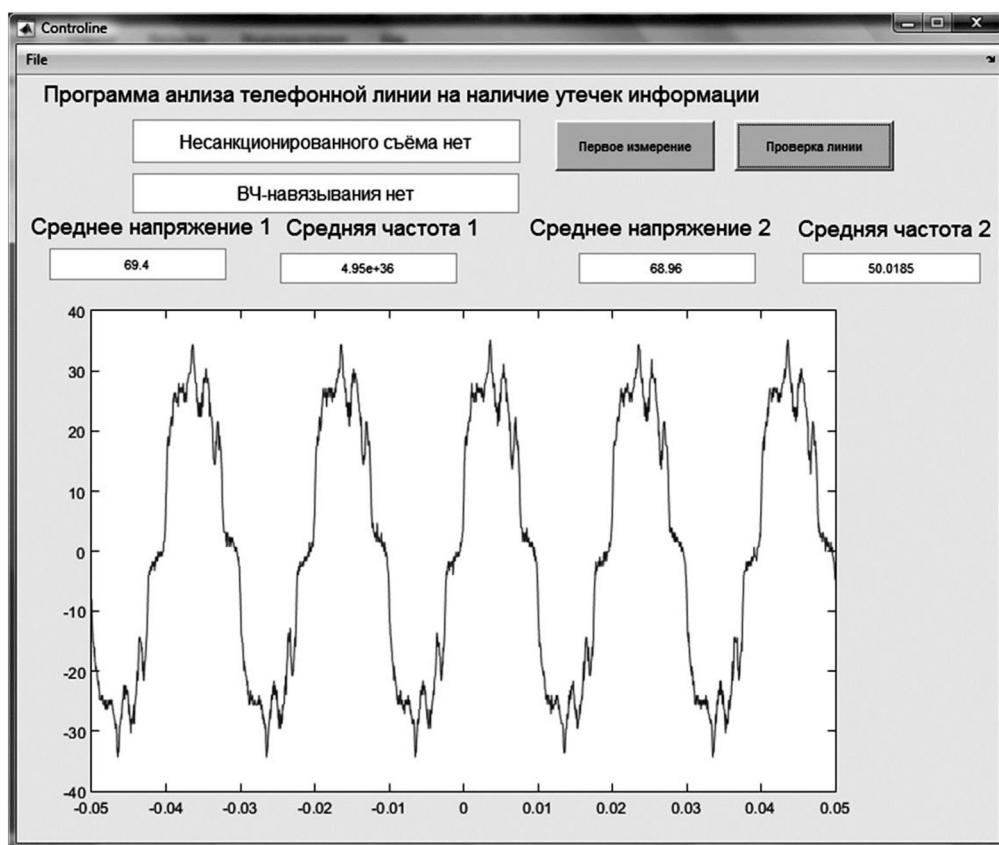 Controline
File
Программа анлиза телефонной линии на наличие утечек информации
Несанкционированного съёма нет
Первое измерение
Проверка линии
ВЧ-навязывания нет
Среднее напряжение 1
Средняя частота 1
Среднее напряжение 2
Средняя частота 2
69.4
4.95e+36
68.96
50.0185
40
30
20
10
0
-10
-20
-30
-40
-0.05
-0.04
-0.03
-0.02
-0.01
0
0.01
0.02
0.03
0.04
0.05